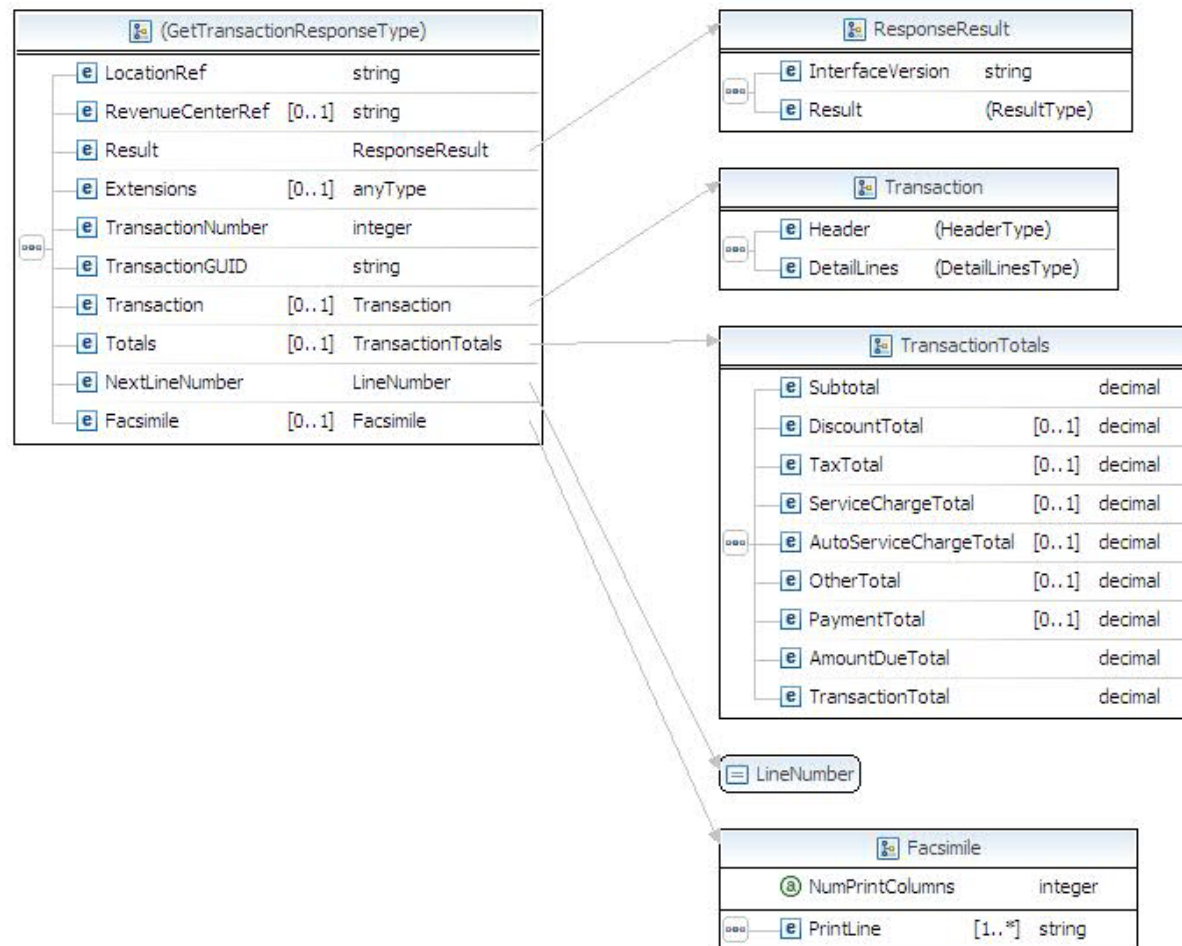 (GetTransactionResponseType)
e LocationRef string
e RevenueCenterRef [0..1] string
e Result ResponseResult
e Extensions [0..1] anyType
e TransactionNumber integer
e TransactionGUID string
e Transaction [0..1] Transaction
e Totals [0..1] TransactionTotals
e NextLineNumber LineNumber
e Facsimile [0..1] Facsimile
ResponseResult
e InterfaceVersion string
e Result (ResultType)
Transaction
e Header (HeaderType)
e DetailLines (DetailLinesType)
TransactionTotals
e Subtotal decimal
e DiscountTotal [0..1] decimal
e TaxTotal [0..1] decimal
e ServiceChargeTotal [0..1] decimal
e AutoServiceChargeTotal [0..1] decimal
e OtherTotal [0..1] decimal
e PaymentTotal [0..1] decimal
e AmountDueTotal decimal
e TransactionTotal decimal
LineNumber
Facsimile
a NumPrintColumns integer
e PrintLine [1..*] string